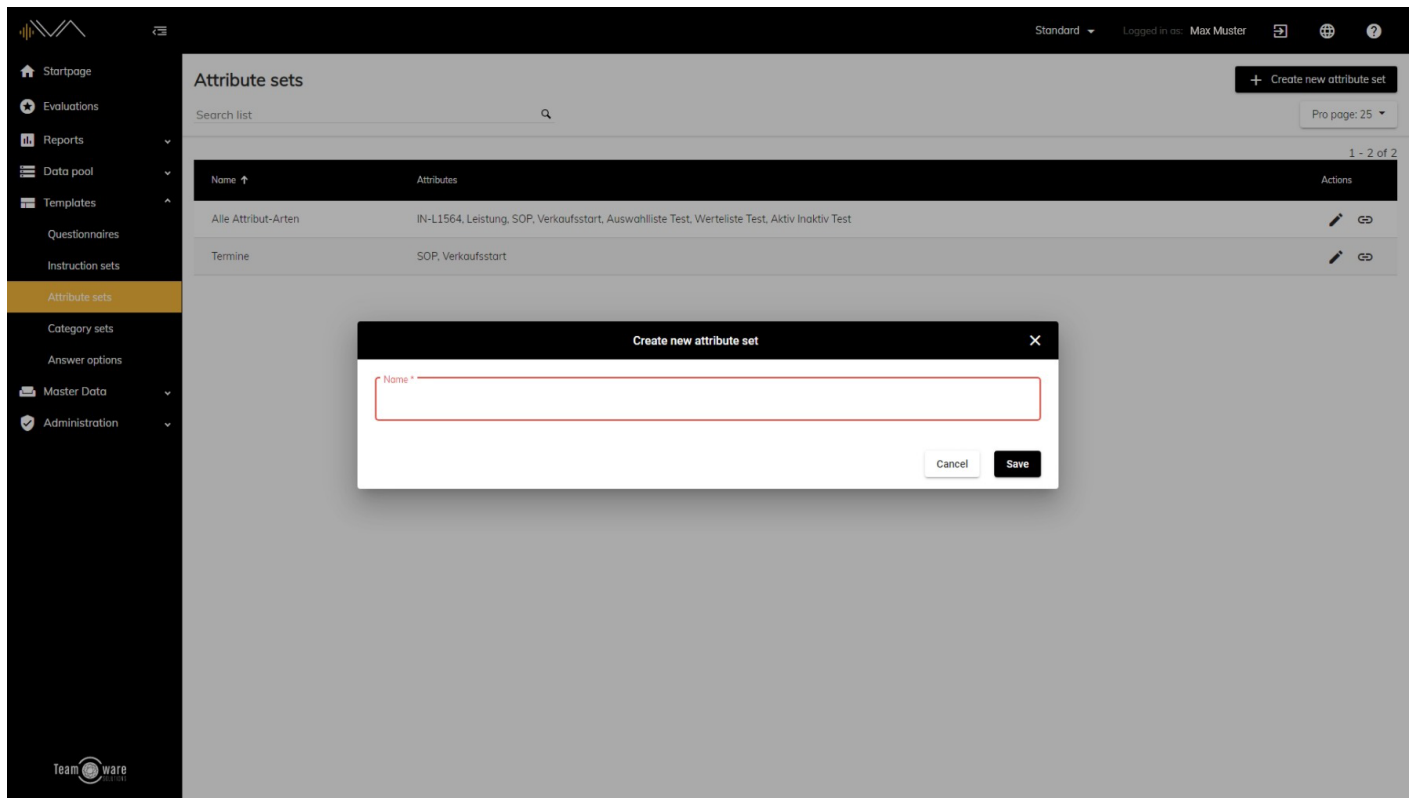 Standard Logged in as: Max Muster
Startpage
Evaluations
Reports
Data pool
Templates
Questionnaires
Instruction sets
Attribute sets
Category sets
Answer options
Master Data
Administration
Team ware
SOLUTIONS
Attribute sets
+ Create new attribute set
Search list
Pro page: 25
1 - 2 of 2
Name Attributes Actions
Alle Attribut-Arten IN-L1564, Leistung, SOP, Verkaufsstart, Auswahlliste Test, Werteliste Test, Aktiv Inaktiv Test
Termine SOP, Verkaufsstart
Create new attribute set
Name *
Cancel Save